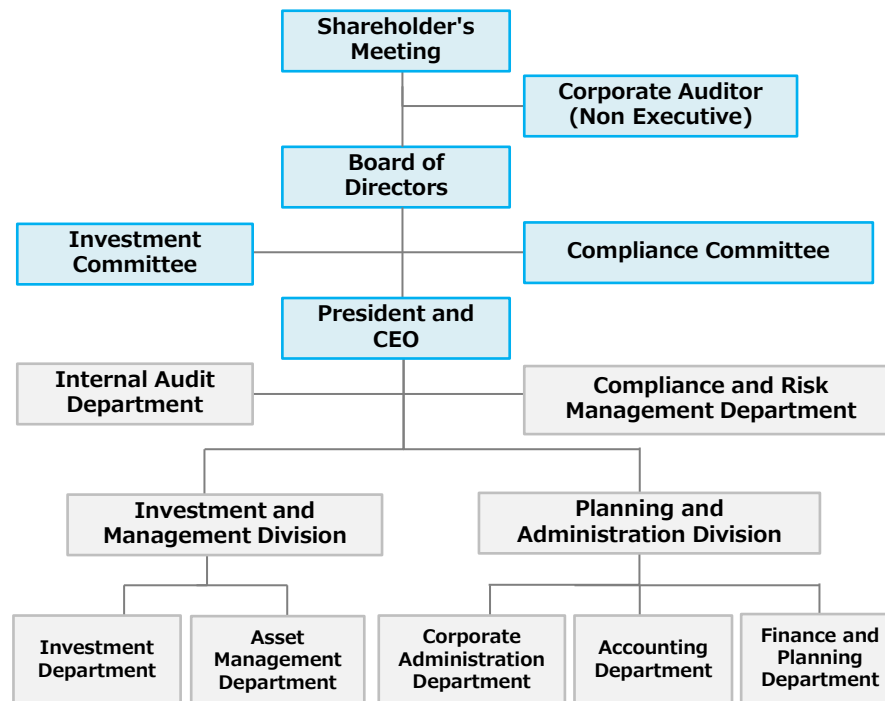 Shareholder's
Meeting
Corporate Auditor
(Non Executive)
Board of
Directors
Investment
Committee
Compliance Committee
President and
CEO
Internal Audit
Department
Compliance and Risk
Management Department
Investment and
Management Division
Planning and
Administration Division
Investment
Department
Asset
Management
Department
Corporate
Administration
Department
Accounting
Department
Finance and
Planning
Department